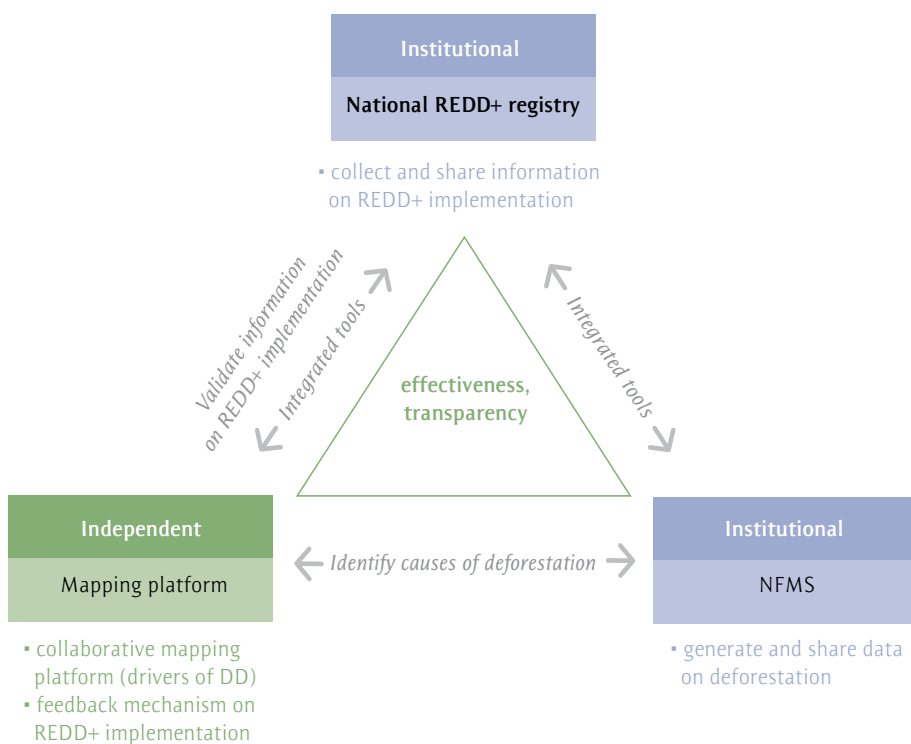 Institutional
National REDD+ registry
▪ collect and share information
on REDD+ implementation
Validate information
on REDD+ implementation
Integrated tools
Integrated tools
effectiveness,
transparency
Independent
Mapping platform
▪ collaborative mapping
platform (drivers of DD)
▪ feedback mechanism on
REDD+ implementation
Identify causes of deforestation
Institutional
NFMS
▪ generate and share data
on deforestation